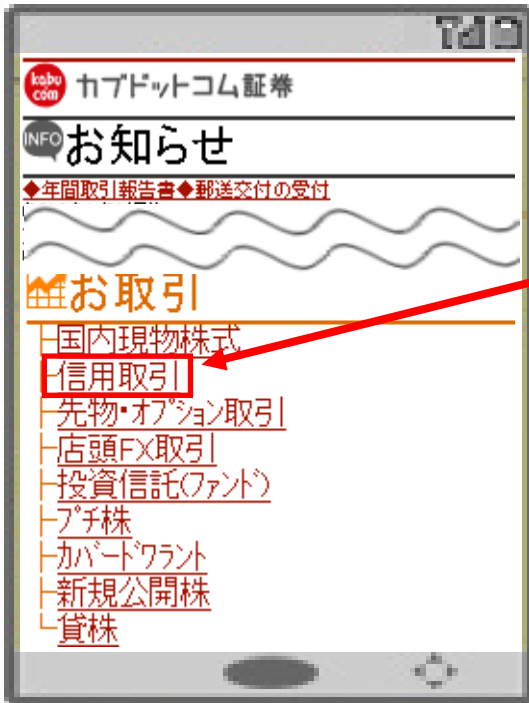 kabu
com カブドットコム証券
INFO お知らせ
◆年間取引報告書◆郵送交付の受付
お取引
国内現物株式
信用取引
先物・オプション取引
店頭FX取引
投資信託(ファンド)
プチ株
カバードワラント
新規公開株
貸株